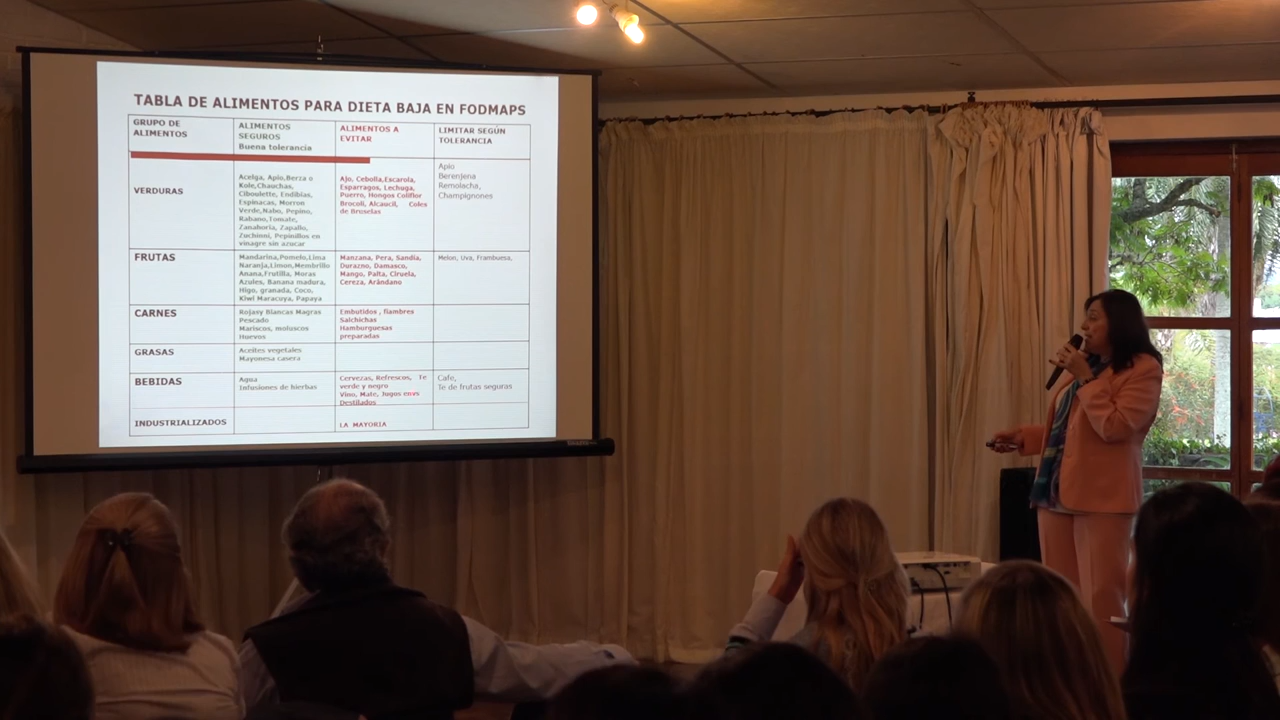 TABLA DE ALIMENTOS PARA DIETA BAJA EN FODMAPS
GRUPO DE
ALIMENTOS
ALIMENTOS
SEGUROS
Buena tolerancia
ALIMENTOS A
EVITAR
LIMITAR SEGÚN
TOLERANCIA
VERDURAS
Acelga, Apio,Berza o
Kole,Chauchas,
Ciboulette, Endibias,
Espinacas, Morron
Verde,Nabo, Pepino,
Rabano,Tomate,
Zanahoria, Zapallo,
Zuchinni, Pepinillos en
vinagre sin azucar
Ajo, Cebolla,Escarola,
Esparragos, Lechuga,
Puerro, Hongos Coliflor
Brocoli, Alcaucil, Coles
de Bruselas
Apio
Berenjena
Remolacha,
Champignones
FRUTAS
Mandarina,Pomelo,Lima
Naranja,Limon,Membrillo
Anana,Frutilla, Moras
Azules, Banana madura,
Higo, granada, Coco,
Kiwi Maracuya, Papaya
Manzana, Pera, Sandia,
Durazno, Damasco,
Mango, Palta, Ciruela,
Cereza, Arándano
Melon, Uva, Frambuesa,
CARNES
Rojasy Blancas Magras
Pescado
Mariscos, moluscos
Huevos
Embutidos , fiambres
Salchichas
Hamburguesas
preparadas
GRASAS
Aceites vegetales
Mayonesa casera
BEBIDAS
Agua
Infusiones de hierbas
Cervezas, Refrescos, Te
verde y negro
Vino, Mate, Jugos envs
Destilados
Cafe,
Te de frutas seguras
INDUSTRIALIZADOS
LA MAYORIA